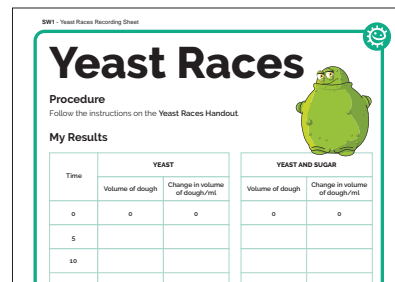 SW1 - Yeast Races Recording Sheet
Yeast Races
Procedure
Follow the instructions on the Yeast Races Handout.
My Results
Time
YEAST
YEAST AND SUGAR
Volume of dough
Change in volume
of dough/ml
Volume of dough
Change in volume
of dough/ml
0 0 0 0 0
5
10